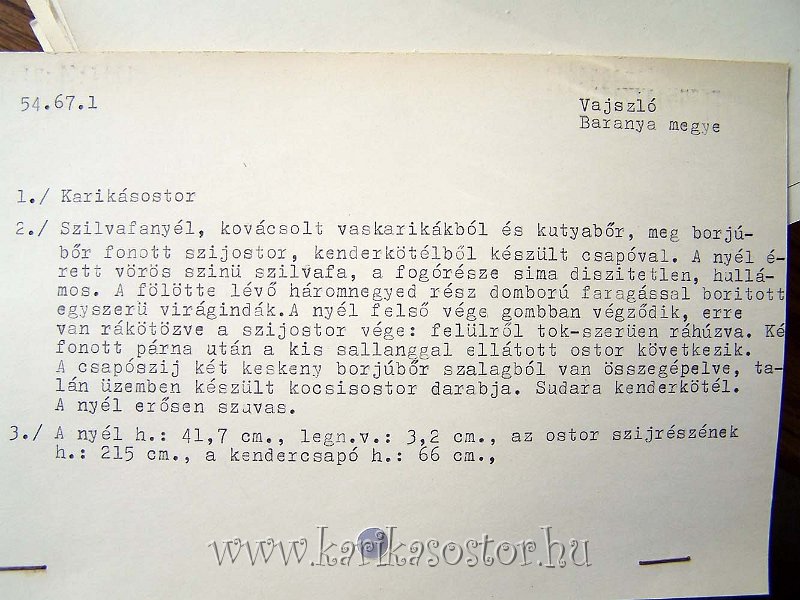 54.67.1
Vajszló
Baranya megye
1./ Karikásostor
2./ Szilvafanyél, kovácsolt vaskarikákból és kutyabőr, meg borjú-
bőr fonott szijostor, kenderkötélből készült csapóval. A nyél é-
rett vörös szinü szilvafa, a fogórésze sima diszitetlen, hullá-
mos. A fölötte lévő háromnegyed rész domború faragással boritott
egyszerü virágindák.A nyél felső vége gombban végződik, erre
van rákötözve a szijostor vége: felülről tok-szerüen ráhúzva. Ké
fonott párna után a kis sallanggal ellátott ostor következik.
A csapószij két keskeny borjúbőr szalagból van összegépelve, ta-
lán üzemben készült kocsisostor darabja. Sudara kenderkötél.
A nyél erősen szuvas.
3./ A nyél h.: 41,7 cm., legn.v.: 3,2 cm., az ostor szijrészének
h.: 215 cm., a kendercsapó h.: 66 cm.,
www.karikasostor.hu